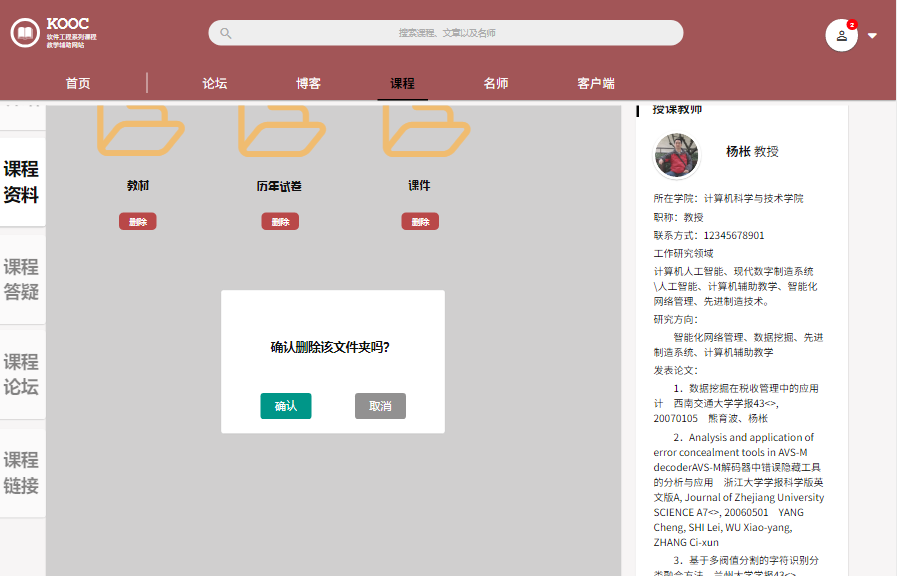 KOOC
软件工程系列课程
教学辅助网站
搜索课程、文章以及名师
2
首页
论坛
博客
课程
名师
客户端
课程
资料
课程
答疑
课程
论坛
课程
链接
教材
历年试卷
课件
删除
删除
删除
确认删除该文件夹吗?
确认
取消
授课教师
杨枨 教授
所在学院：计算机科学与技术学院
职称：教授
联系方式：12345678901
工作研究领域
计算机人工智能、现代数字制造系统
\人工智能、计算机辅助教学、智能化
网络管理、先进制造技术。
研究方向：
智能化网络管理、数据挖掘、先进
制造系统、计算机辅助教学
发表论文：
1．数据挖掘在税收管理中的应用
计 西南交通大学学报43<>,
20070105 熊育波、杨枨
2．Analysis and application of
error concealment tools in AVS-M
decoderAVS-M解码器中错误隐藏工具
的分析与应用 浙江大学学报科学版英
文版A, Journal of Zhejiang University
SCIENCE A7<>, 20060501 YANG
Cheng, SHI Lei, WU Xiao-yang,
ZHANG Ci-xun
3．基于多阀值分割的字符识别分
类融合方法 兰州大学学报43<>